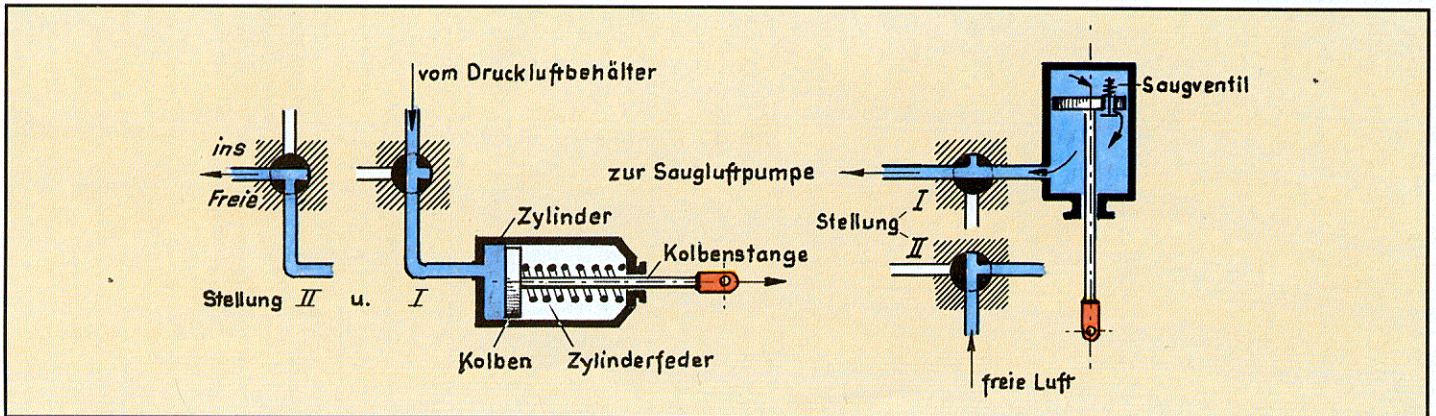 vom Druckluftbehälter
ins
Freie
Zylinder
Kolbenstange
Stellung II u. I
Kolben
Zylinderfeder
Saugventil
zur Saugluftpumpe
I
Stellung
II
freie Luft